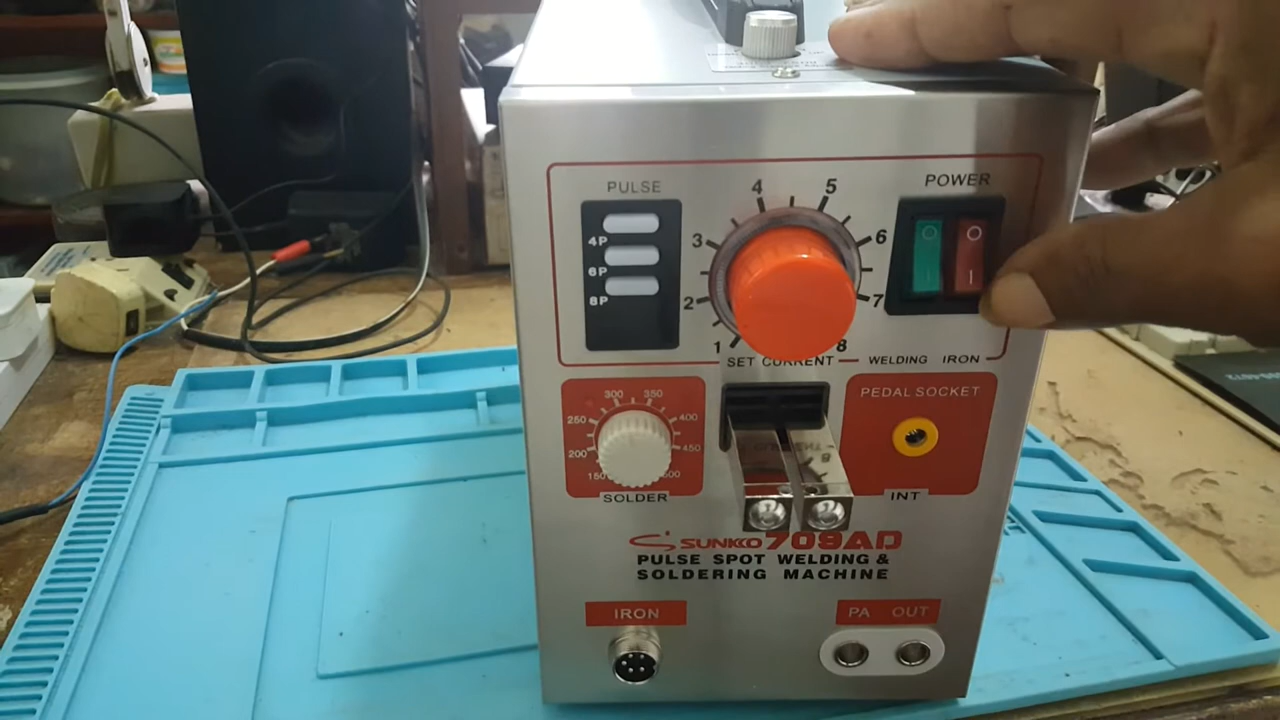 PULSE
4P
6P
8P
1
2
3
4
5
6
7
8
SET CURRENT
POWER
WELDING IRON
150
200
250
300
350
400
450
500
SOLDER
PEDAL SOCKET
INT
SUNKKO 709AD
PULSE SPOT WELDING &
SOLDERING MACHINE
IRON
PA OUT